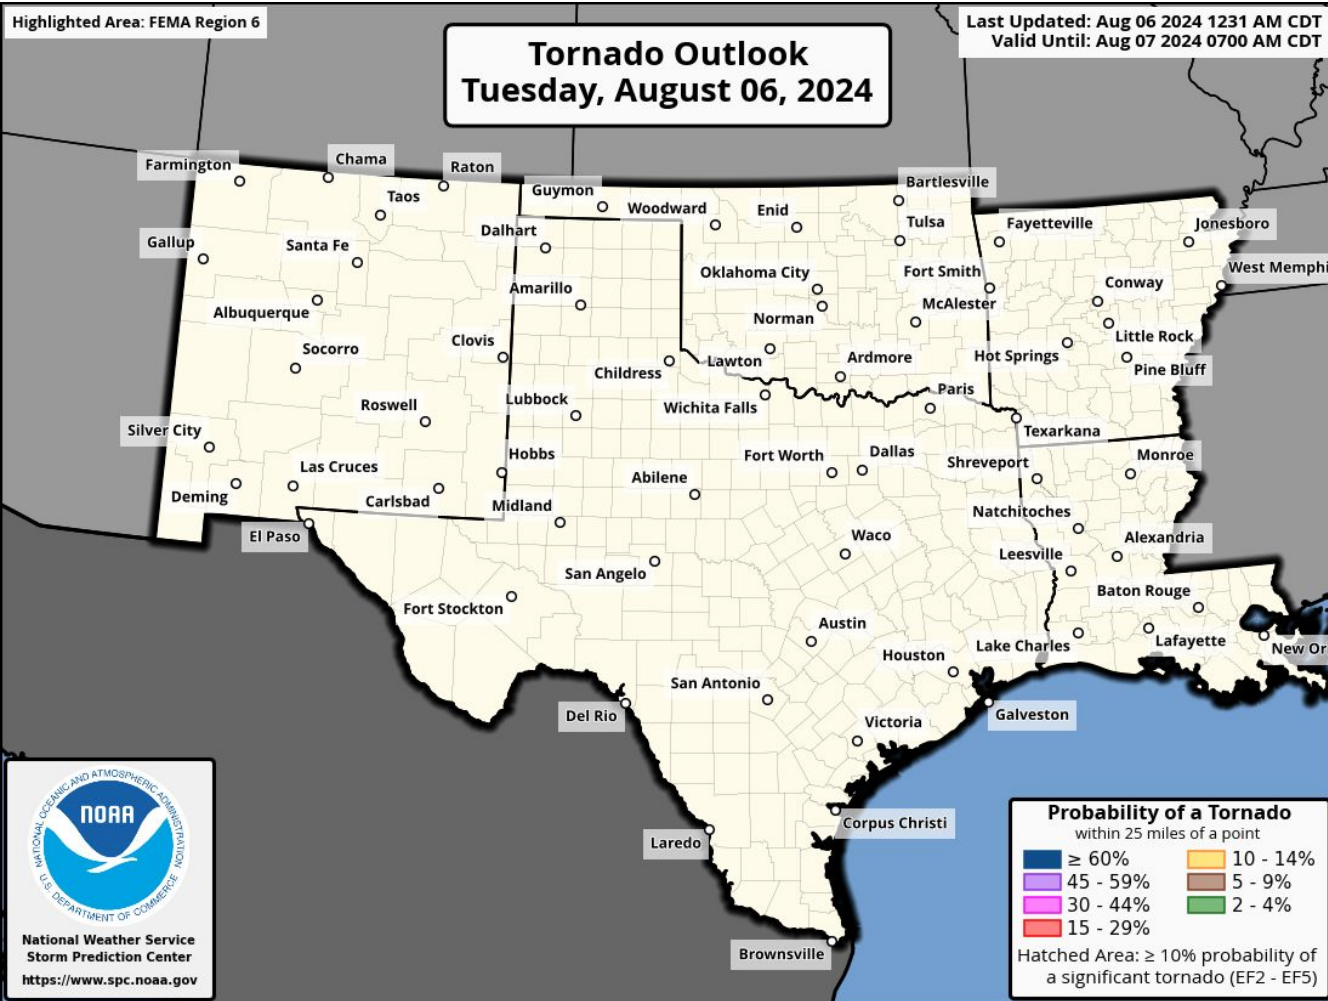 Highlighted Area: FEMA Region 6
Last Updated: Aug 06 2024 1231 AM CDT
Valid Until: Aug 07 2024 0700 AM CDT
Tornado Outlook
Tuesday, August 06, 2024
Farmington
Chama
Raton
Taos
Guymon
Woodward
Enid
Bartlesville
Tulsa
Fayetteville
Jonesboro
Gallup
Santa Fe
Dalhart
Oklahoma City
Fort Smith
West Memphi
Albuquerque
Amarillo
Norman
McAlester
Conway
Socorro
Clovis
Childress
Lawton
Ardmore
Hot Springs
Little Rock
Pine Bluff
Roswell
Lubbock
Wichita Falls
Paris
Texarkana
Silver City
Las Cruces
Hobbs
Abilene
Fort Worth
Dallas
Shreveport
Monroe
Deming
Carlsbad
Midland
Natchitoches
El Paso
San Angelo
Waco
Leesville
Alexandria
Fort Stockton
Austin
Baton Rouge
Lake Charles
Lafayette
New Or
Houston
San Antonio
Del Rio
Victoria
Galveston
Laredo
Corpus Christi
Brownsville
NATIONAL OCEANIC AND ATMOSPHERIC ADMINISTRATION
NOAA
U.S. DEPARTMENT OF COMMERCE
National Weather Service
Storm Prediction Center
https://www.spc.noaa.gov
Probability of a Tornado
within 25 miles of a point
≥ 60%
10 - 14%
45 - 59%
5 - 9%
30 - 44%
2 - 4%
15 - 29%
Hatched Area: ≥ 10% probability of
a significant tornado (EF2 - EF5)